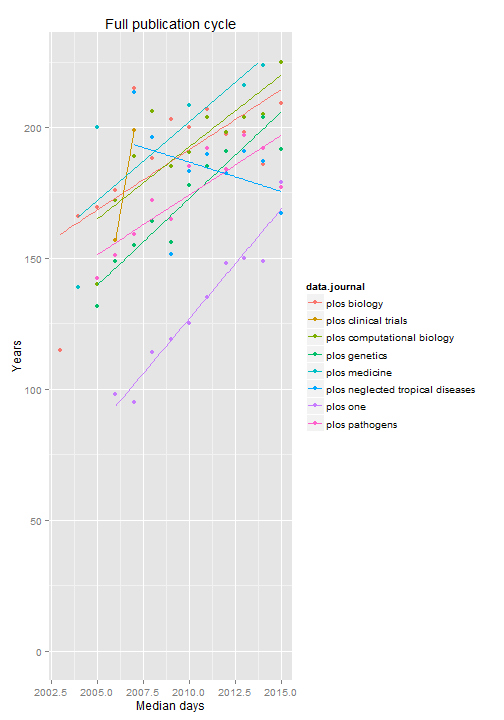 Full publication cycle
200
150
100
50
0
Years
2002.5 2005.0 2007.5 2010.0 2012.5 2015.0
Median days
data.journal
plos biology
plos clinical trials
plos computational biology
plos genetics
plos medicine
plos neglected tropical diseases
plos one
plos pathogens